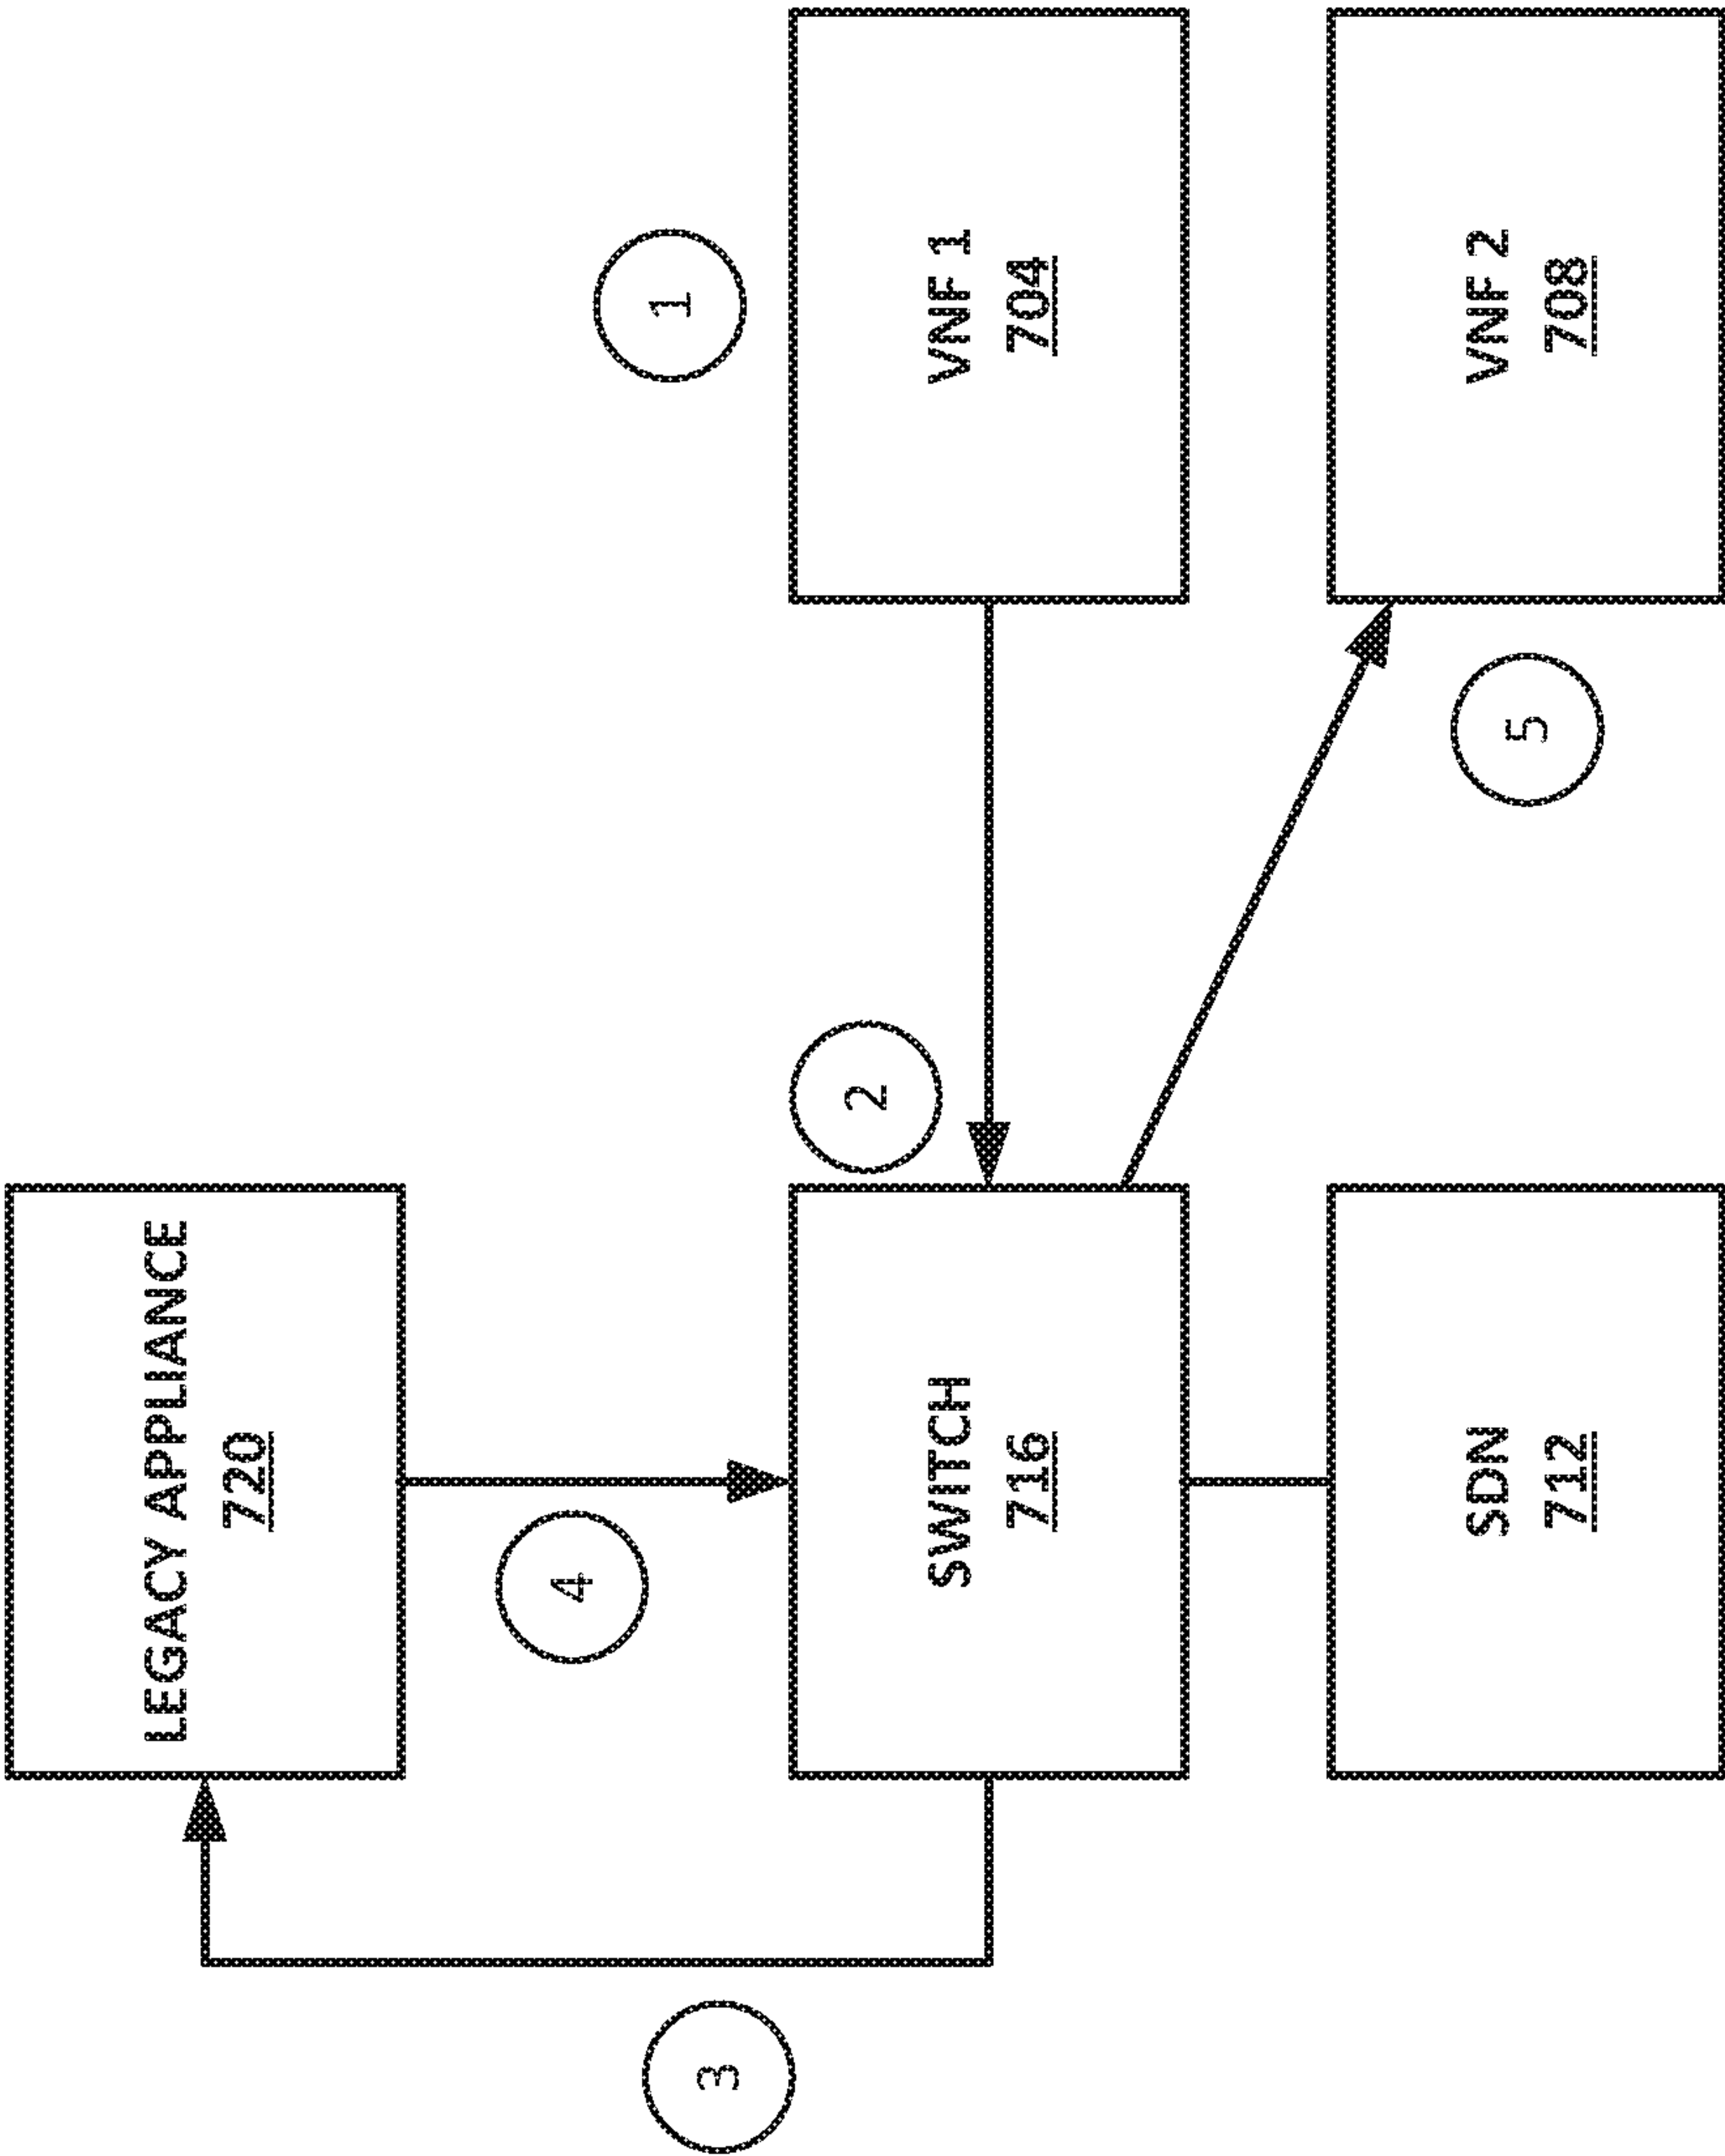 LEGACY APPLIANCE
720
4
1
3
2
SWITCH
716
VNF 1
704
SDN
712
5
VNF 2
708